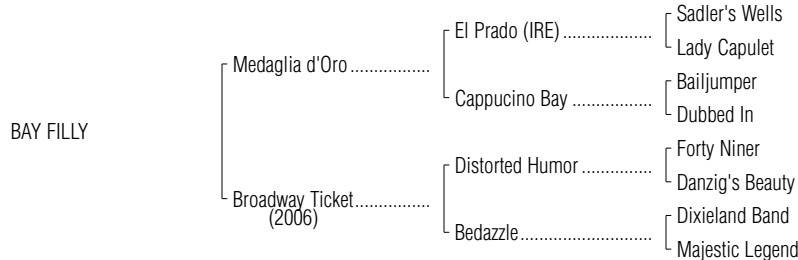 Sadler's Wells
El Prado (IRE) ...................
Lady Capulet
Medaglia d'Oro .................
Bailjumper
Cappucino Bay .................
Dubbed In
BAY FILLY
Forty Niner
Distorted Humor ...............
Danzig's Beauty
Broadway Ticket................
(2006)
Dixieland Band
Bedazzle............................
Majestic Legend